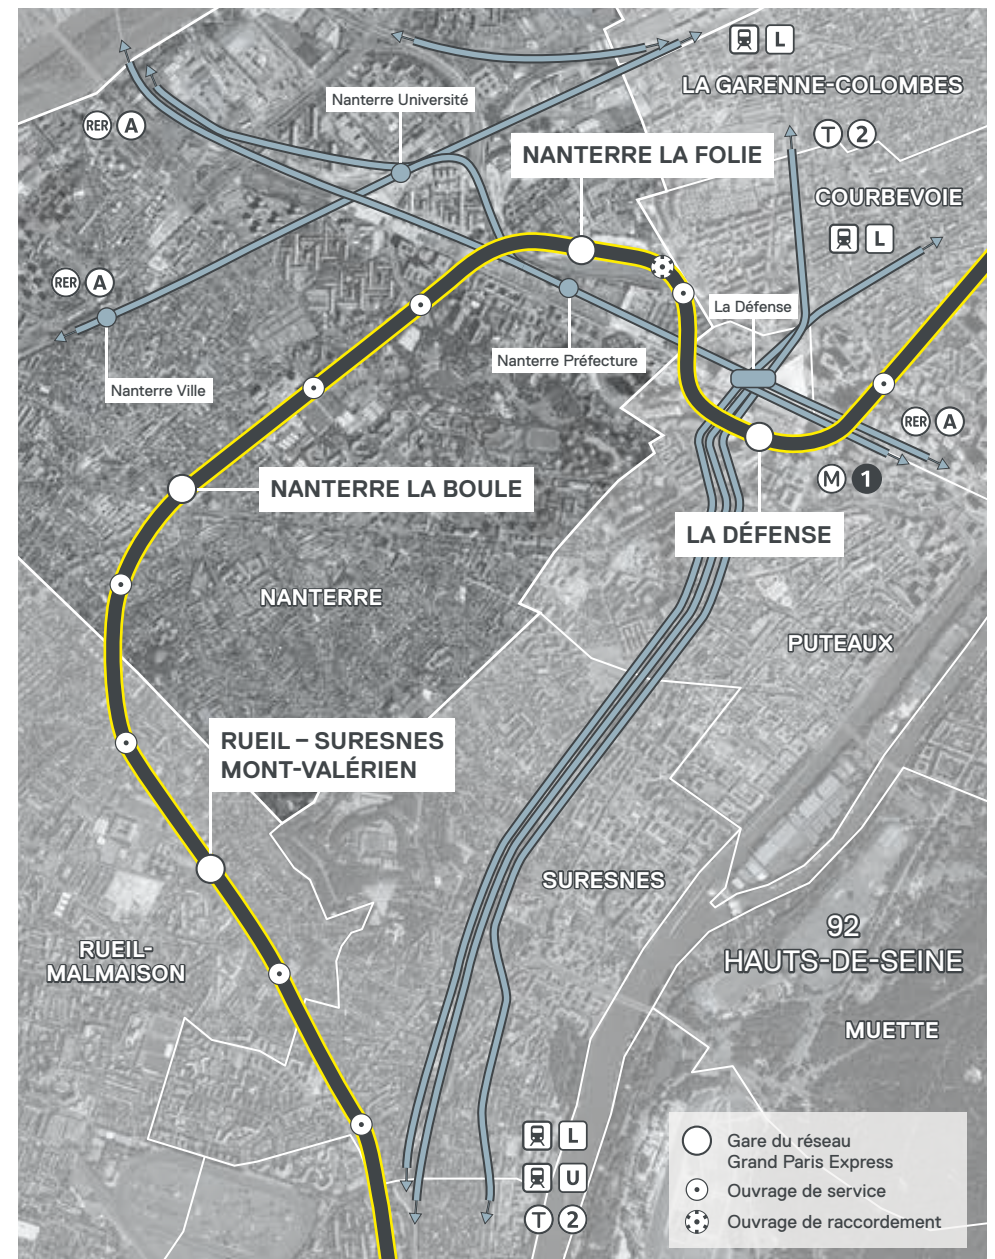 L
LA GARENNE-COLOMBES
Nanterre Université
RER A
T 2
NANTERRE LA FOLIE
COURBEVOIE
L
RER A
La Défense
Nanterre Préfecture
Nanterre Ville
RER A
M 1
NANTERRE LA BOULE
LA DÉFENSE
NANTERRE
PUTEAUX
RUEIL – SURESNES
MONT-VALÉRIEN
SURESNES
92
HAUTS-DE-SEINE
RUEIL-
MALMAISON
MUETTE
L
U
T 2
Gare du réseau
Grand Paris Express
Ouvrage de service
Ouvrage de raccordement